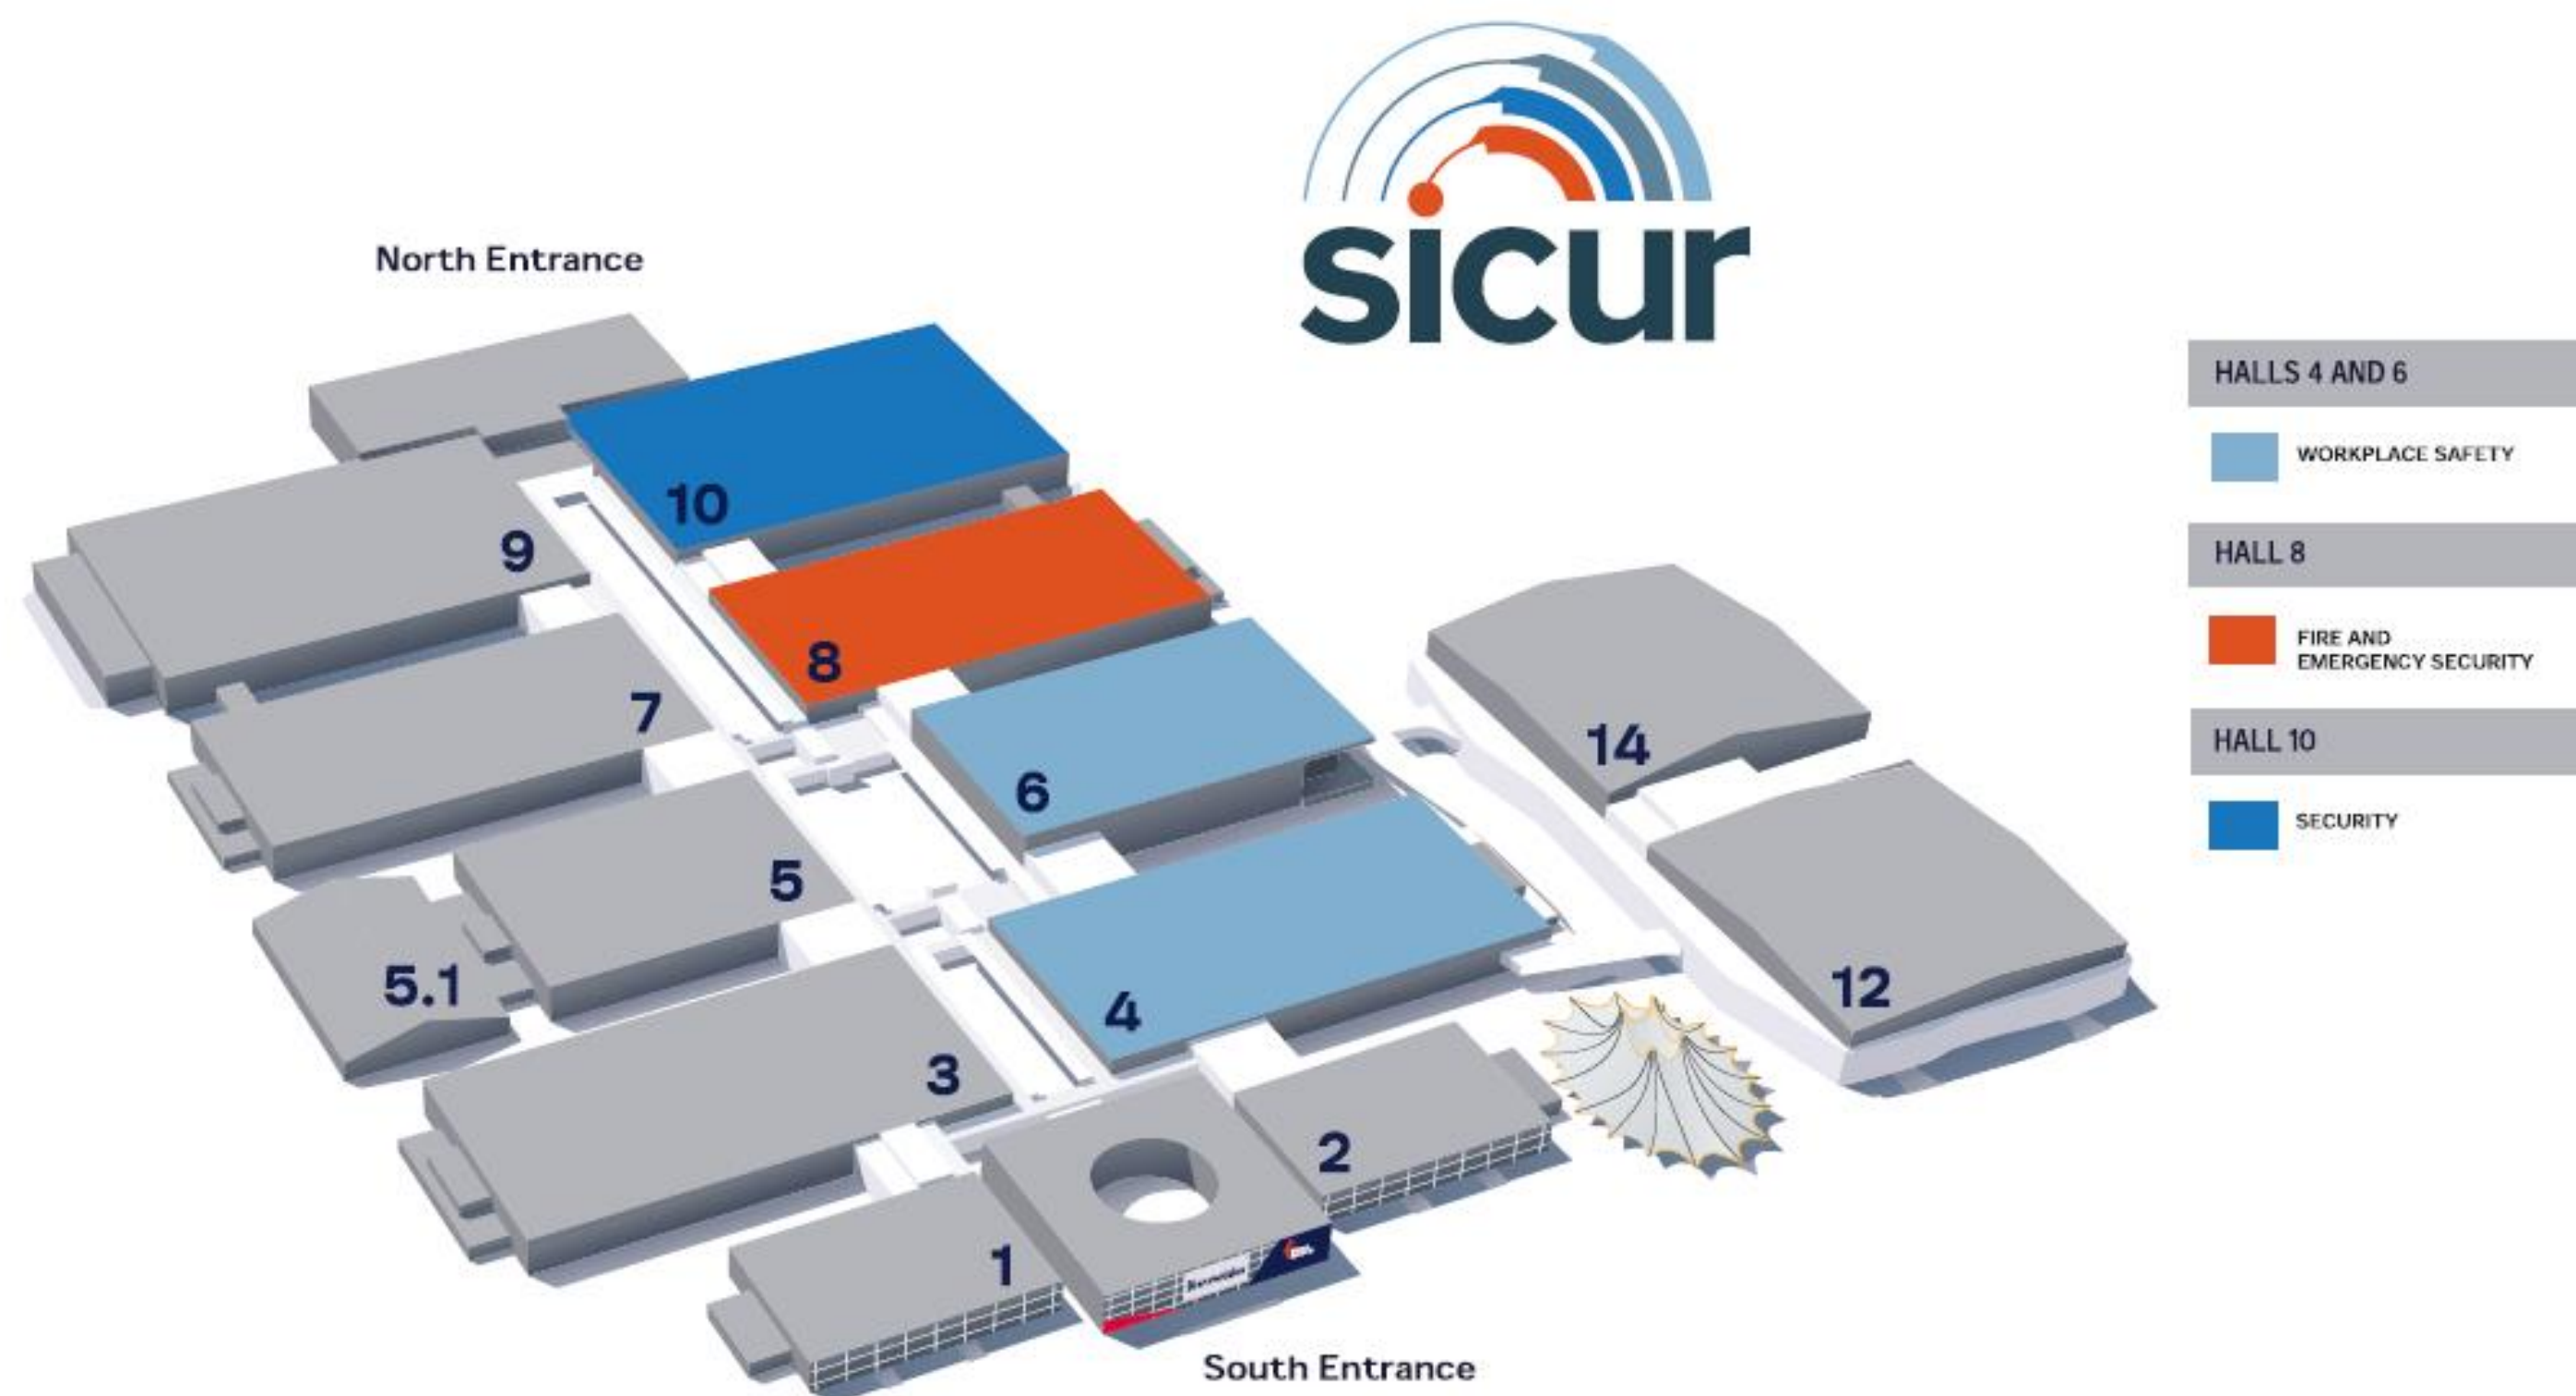 sicur
North Entrance
10
9
8
7
6
14
5
5.1
4
12
3
2
1
South Entrance
HALLS 4 AND 6
WORKPLACE SAFETY
HALL 8
FIRE AND
EMERGENCY SECURITY
HALL 10
SECURITY